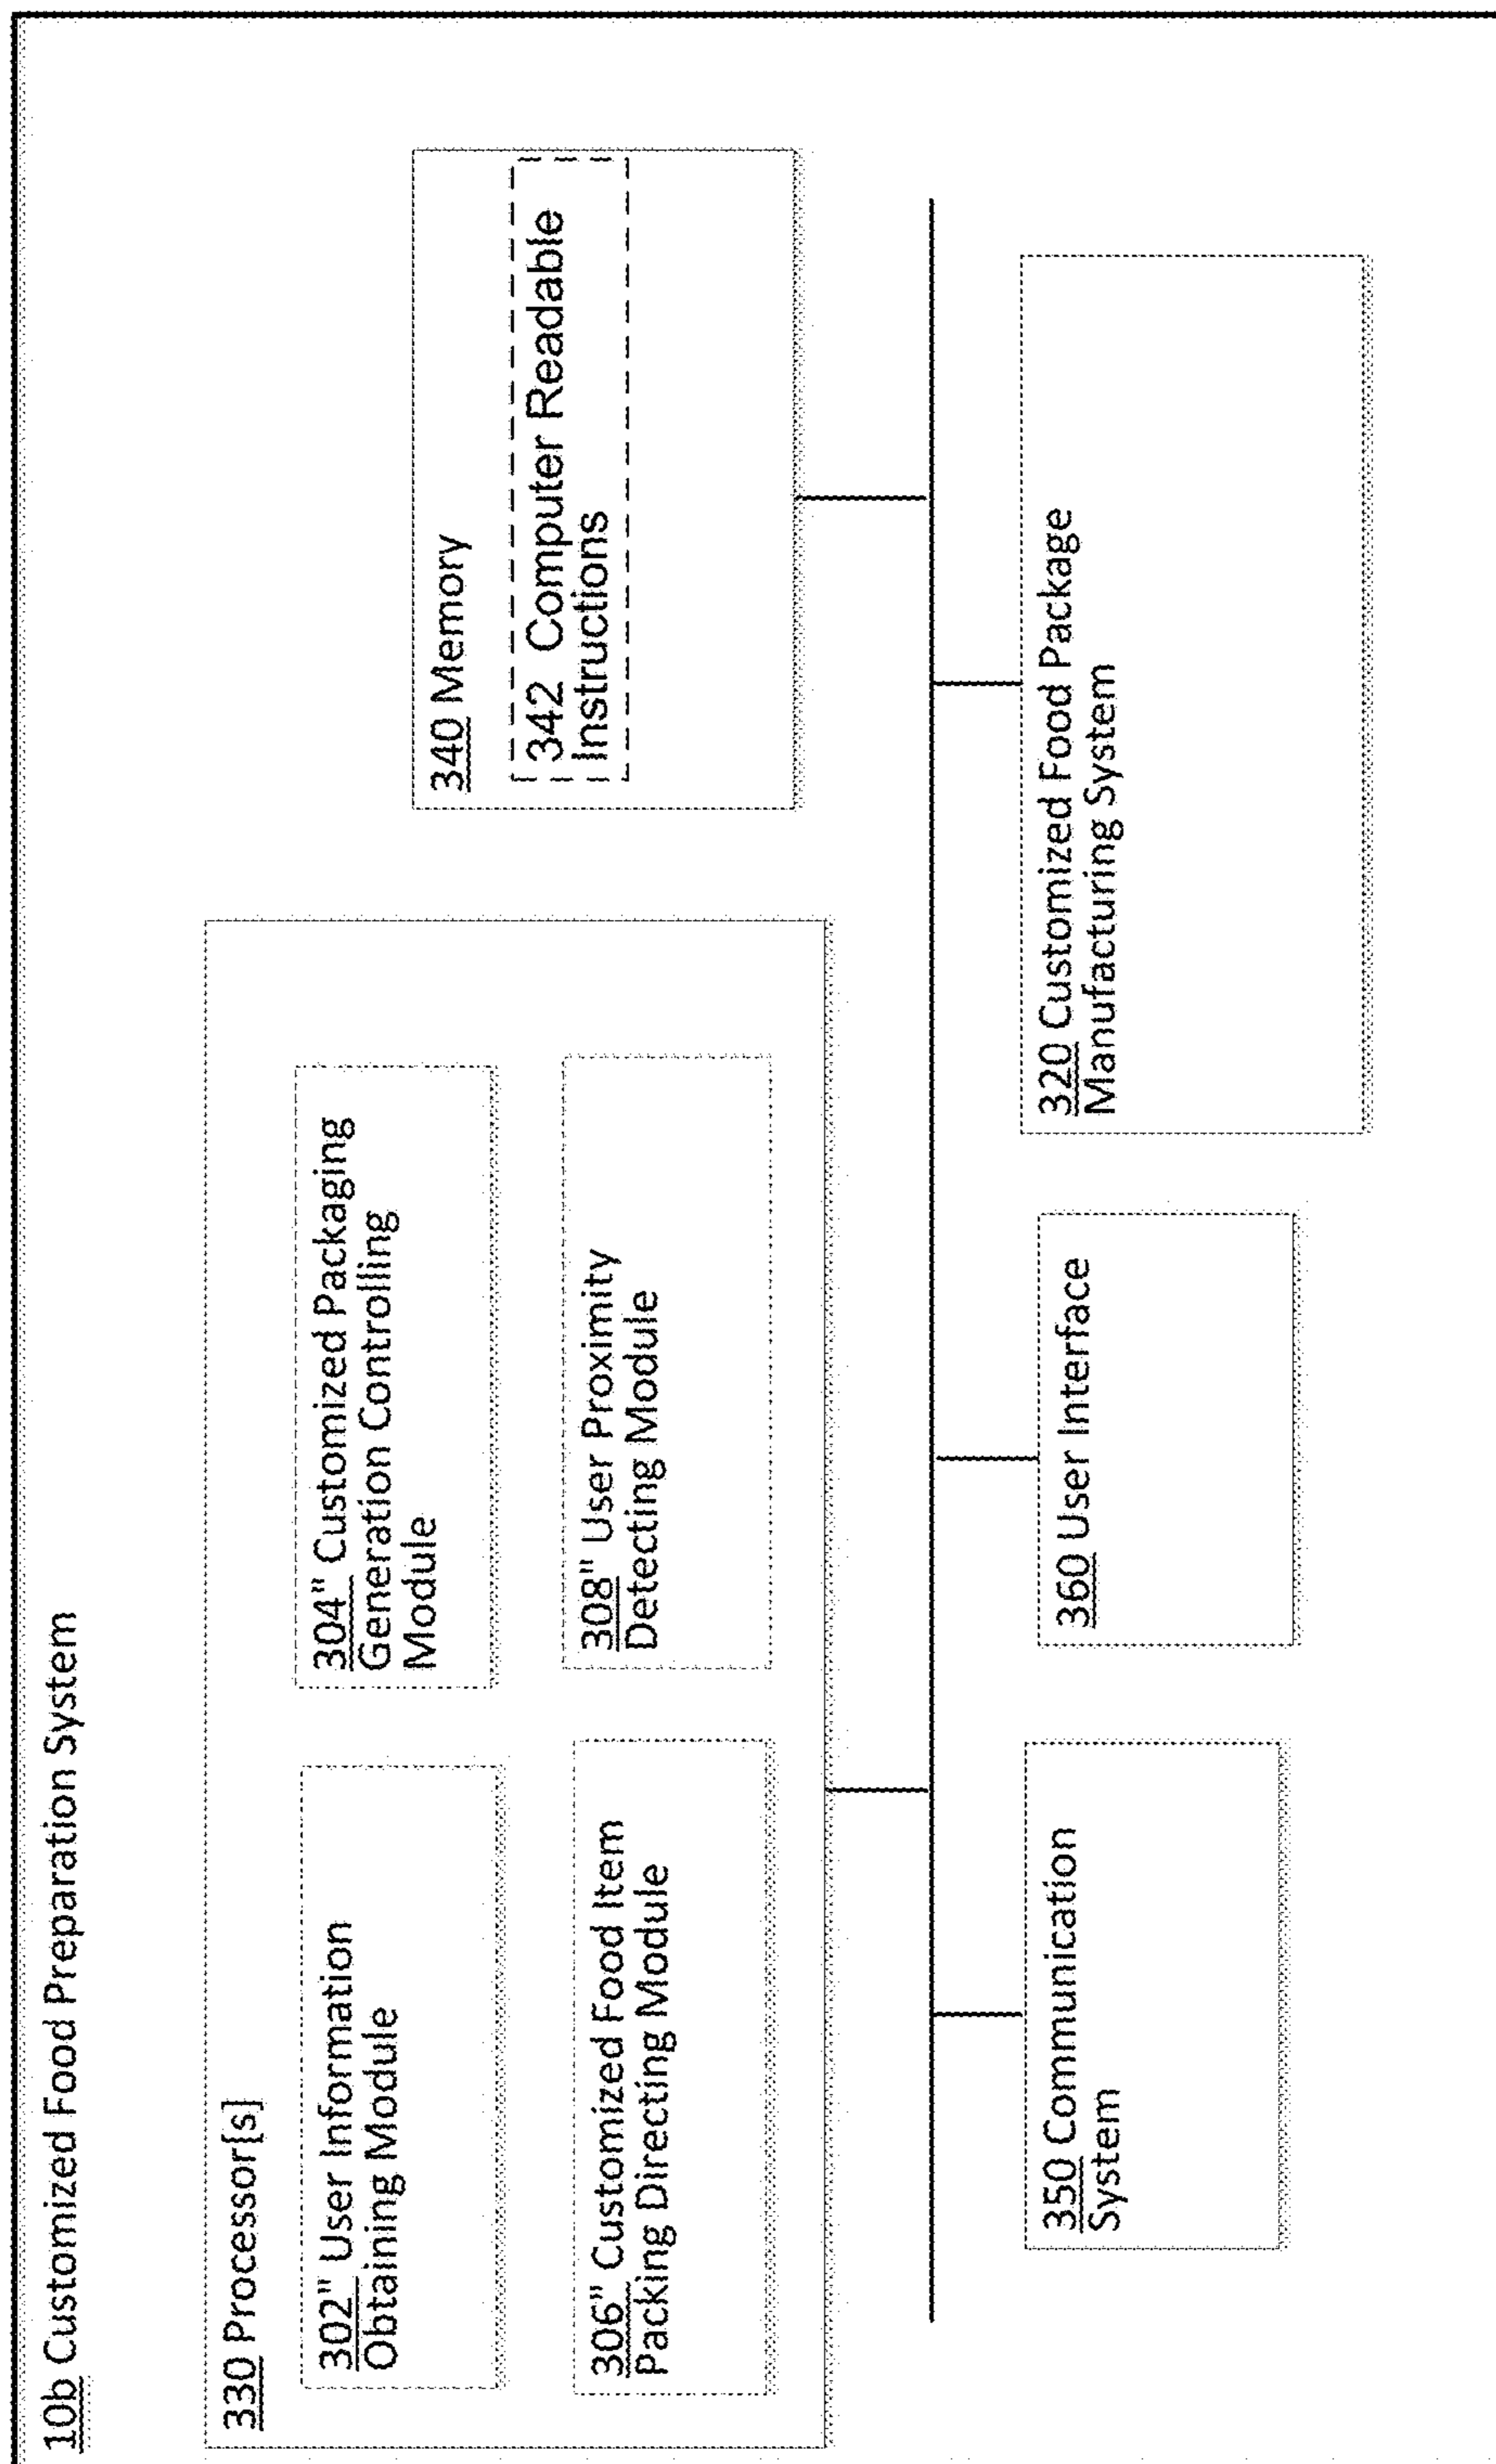 10b Customized Food Preparation System
330 Processor[s]
302" User Information
Obtaining Module
304" Customized Packaging
Generation Controlling
Module
306" Customized Food Item
Packing Directing Module
308" User Proximity
Detecting Module
340 Memory
342 Computer Readable
Instructions
350 Communication
System
360 User Interface
320 Customized Food Package
Manufacturing System